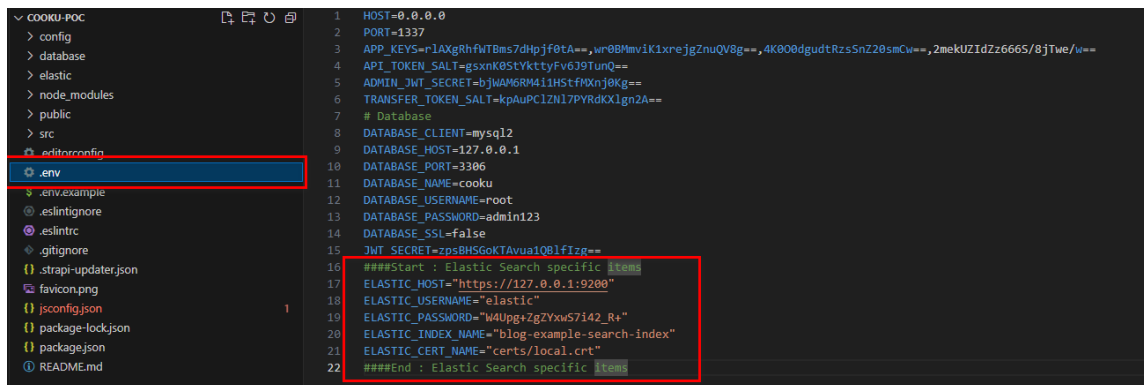 COOKU-POC
config
database
elastic
node_modules
public
src
.editorconfig
.env
.env.example
.eslintignore
.eslintrc
.gitignore
.strapi-updater.json
favicon.png
jsconfig.json 1
package-lock.json
package.json
README.md
1 HOST=0.0.0.0
2 PORT=1337
3 APP_KEYS=rlAXgRhfWTBms7dHpjf0tA==,wr0BMmviK1xrejgZnuQV8g==,4K0O0dgudtRzsSnZ20smCw==,2mekUZIdZz666S/8jTwe/w==
4 API_TOKEN_SALT=gsxnK0StYkttyFv6J9TunQ==
5 ADMIN_JWT_SECRET=bjWAM6RM4i1HStfMXnj0Kg==
6 TRANSFER_TOKEN_SALT=kpAuPClZNl7PYRdKXlgn2A==
7 # Database
8 DATABASE_CLIENT=mysql2
9 DATABASE_HOST=127.0.0.1
10 DATABASE_PORT=3306
11 DATABASE_NAME=cooku
12 DATABASE_USERNAME=root
13 DATABASE_PASSWORD=admin123
14 DATABASE_SSL=false
15 JWT_SECRET=zpsBHSGoKTAvua1QBlfIzg==
16 ####Start : Elastic Search specific items
17 ELASTIC_HOST="https://127.0.0.1:9200"
18 ELASTIC_USERNAME="elastic"
19 ELASTIC_PASSWORD="W4Upg+ZgZYxwS7i42_R+"
20 ELASTIC_INDEX_NAME="blog-example-search-index"
21 ELASTIC_CERT_NAME="certs/local.crt"
22 ####End : Elastic Search specific items